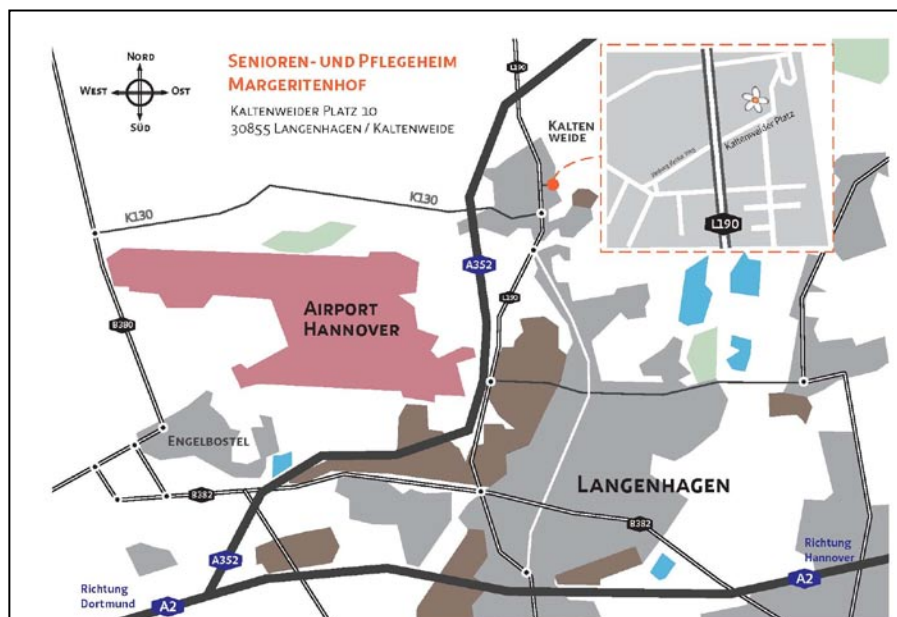 NORD
WEST
OST
SÜD
SENIOREN- UND PFLEGEHEIM
MARGERITENHOF
KALTENWEIDER PLATZ 10
30855 LANGENHAGEN / KALTENWEIDE
L190
KALTEN
WEIDE
Kaltenweider Platz
L190
K130
K130
A352
L190
AIRPORT
HANNOVER
B380
ENGELBOSTEL
B382
LANGENHAGEN
B382
A352
Richtung
Dortmund
A2
Richtung
Hannover
A2